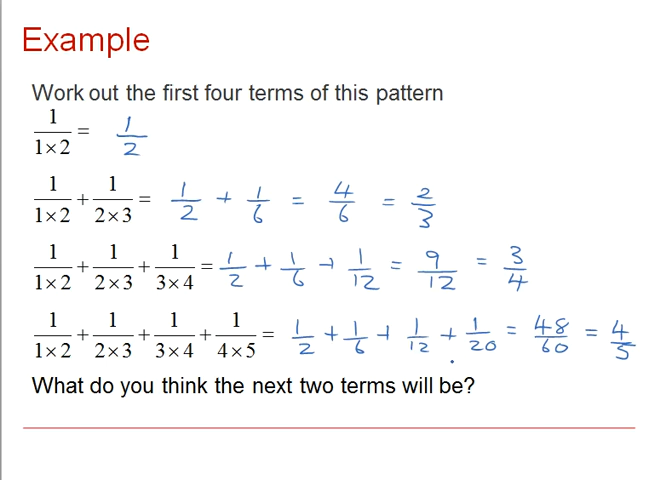 Example
Work out the first four terms of this pattern
1/(1×2) = 1/2
1/(1×2) + 1/(2×3) = 1/2 + 1/6 = 4/6 = 2/3
1/(1×2) + 1/(2×3) + 1/(3×4) = 1/2 + 1/6 + 1/12 = 9/12 = 3/4
1/(1×2) + 1/(2×3) + 1/(3×4) + 1/(4×5) = 1/2 + 1/6 + 1/12 + 1/20 = 48/60 = 4/5
What do you think the next two terms will be?